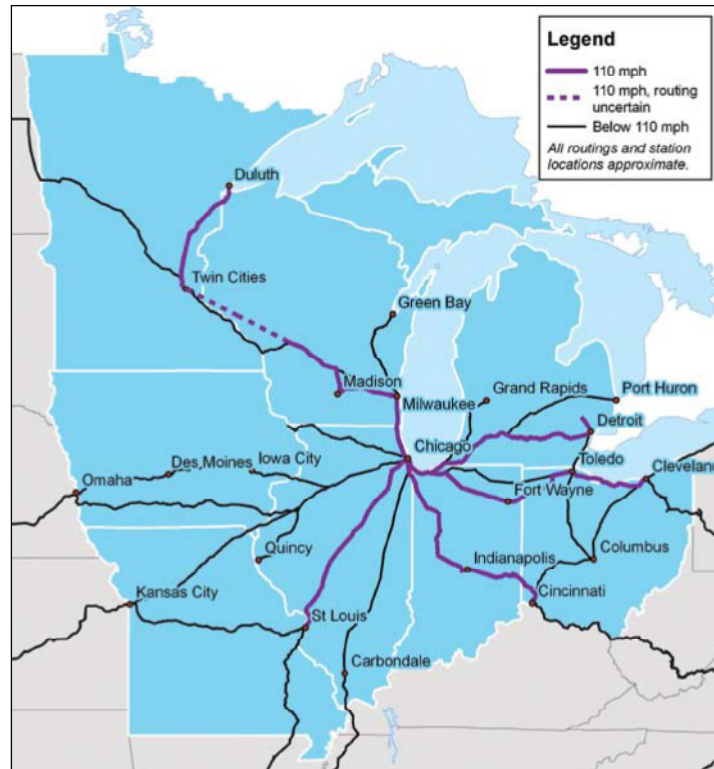 Legend
110 mph
110 mph, routing
uncertain
Below 110 mph
All routings and station
locations approximate.
Duluth
Twin Cities
Green Bay
Madison
Milwaukee
Grand Rapids
Port Huron
Detroit
Chicago
Toledo
Cleveland
Omaha
Des Moines
Iowa City
Fort Wayne
Quincy
Indianapolis
Columbus
Kansas City
Cincinnati
St Louis
Carbondale